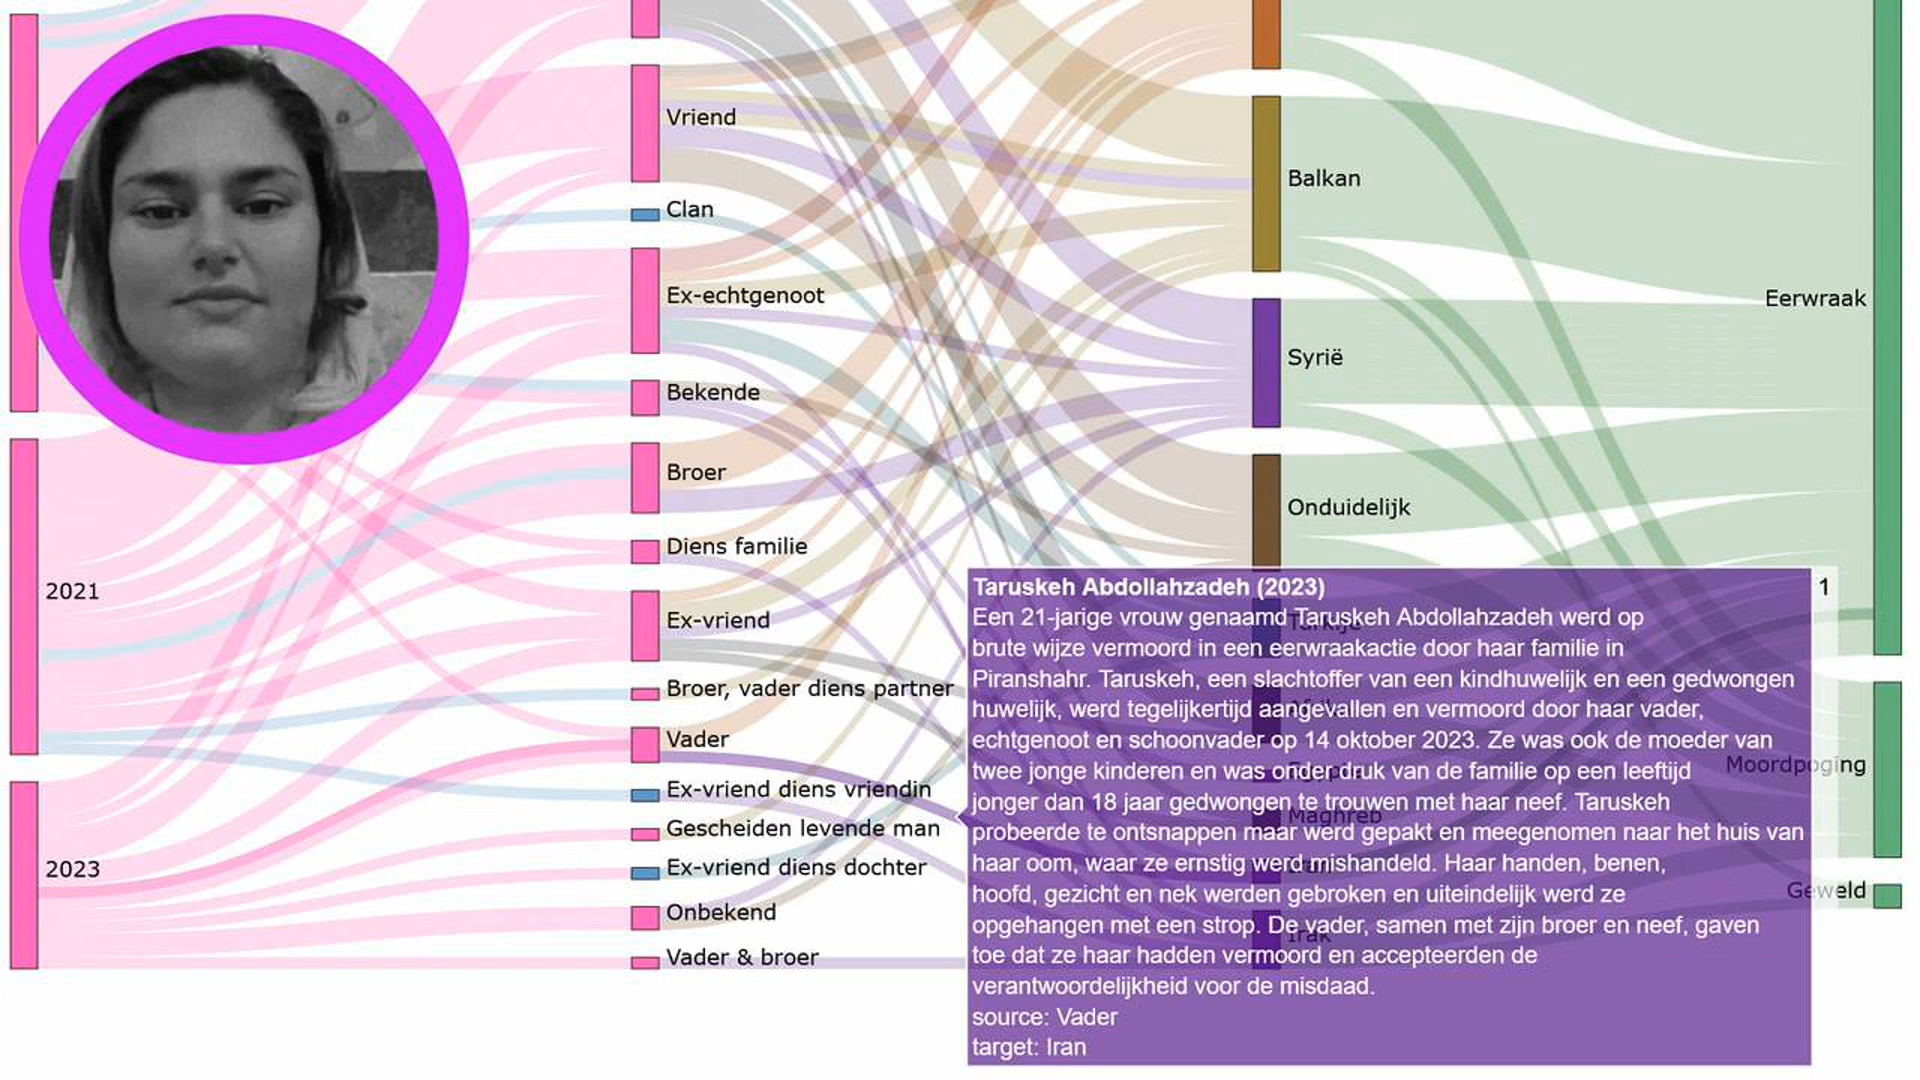 2021
2023
Vriend
Clan
Ex-echtgenoot
Bekende
Broer
Diens familie
Ex-vriend
Broer, vader diens partner
Vader
Ex-vriend diens vriendin
Gescheiden levende man
Ex-vriend diens dochter
Onbekend
Vader & broer
Balkan
Syrië
Onduidelijk
Turkije
Egypte
Maghreb
Iran
Irak
Eerwraak
Moordpoging
Geweld
Taruskeh Abdollahzadeh (2023)
1
Een 21-jarige vrouw genaamd Taruskeh Abdollahzadeh werd op
brute wijze vermoord in een eerwraakactie door haar familie in
Piranshahr. Taruskeh, een slachtoffer van een kindhuwelijk en een gedwongen
huwelijk, werd tegelijkertijd aangevallen en vermoord door haar vader,
echtgenoot en schoonvader op 14 oktober 2023. Ze was ook de moeder van
twee jonge kinderen en was onder druk van de familie op een leeftijd
jonger dan 18 jaar gedwongen te trouwen met haar neef. Taruskeh
probeerde te ontsnappen maar werd gepakt en meegenomen naar het huis van
haar oom, waar ze ernstig werd mishandeld. Haar handen, benen,
hoofd, gezicht en nek werden gebroken en uiteindelijk werd ze
opgehangen met een strop. De vader, samen met zijn broer en neef, gaven
toe dat ze haar hadden vermoord en accepteerden de
verantwoordelijkheid voor de misdaad.
source: Vader
target: Iran